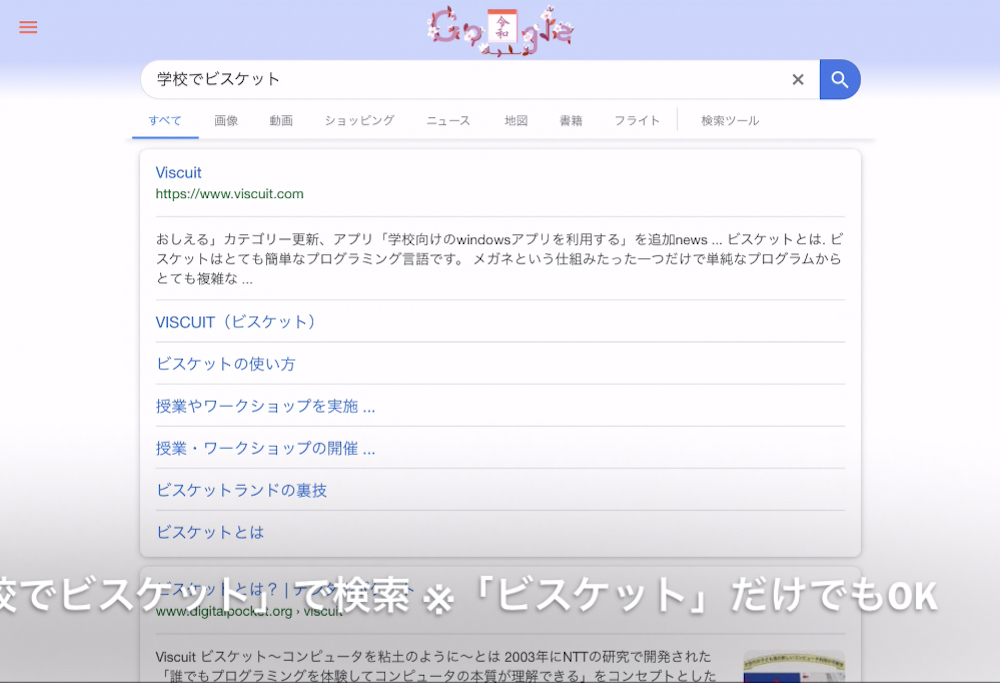 Google
令和
学校でビスケット
すべて 画像 動画 ショッピング ニュース 地図 書籍 フライト 検索ツール
Viscuit
https://www.viscuit.com
おしえる」カテゴリー更新、アプリ「学校向けのwindowsアプリを利用する」を追加news ... ビスケットとは. ビ
スケットはとても簡単なプログラミング言語です。 メガネという仕組みたった一つだけで単純なプログラムから
とても複雑な ...
VISCUIT（ビスケット）
ビスケットの使い方
授業やワークショップを実施 ...
授業・ワークショップの開催 ...
ビスケットランドの裏技
ビスケットとは
ビスケットとは？ |
校でビスケット」で検索 ※「ビスケット」だけでもOK
www.digitalpocket.org › viscuit
Viscuit ビスケット〜コンピュータを粘土のように〜とは 2003年にNTTの研究で開発された
「誰でもプログラミングを体験してコンピュータの本質が理解できる」をコンセプトとした